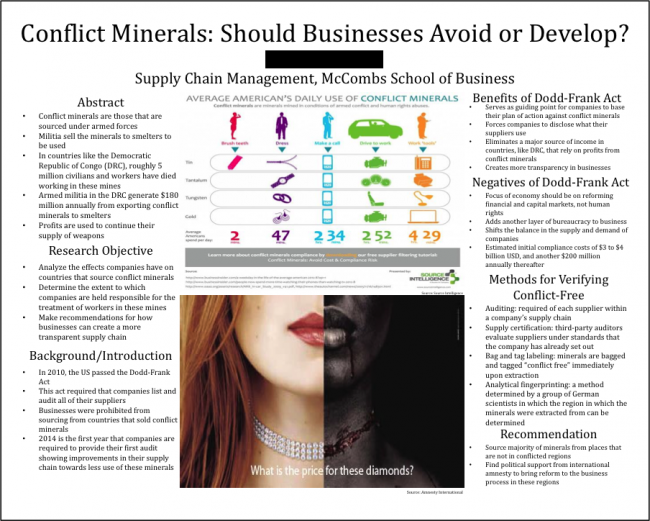 Conflict Minerals: Should Businesses Avoid or Develop?
Supply Chain Management, McCombs School of Business
Abstract
• Conflict minerals are those that are
sourced under armed forces
• Militia sell the minerals to smelters to
be used
• In countries like the Democratic
Republic of Congo (DRC), roughly 5
million civilians and workers have died
working in these mines
• Armed militia in the DRC generate $180
million annually from exporting conflict
minerals to smelters
• Profits are used to continue their
supply of weapons
Research Objective
• Analyze the effects companies have on
countries that source conflict minerals
• Determine the extent to which
companies are held responsible for the
treatment of workers in these mines
• Make recommendations for how
businesses can create a more
transparent supply chain
Background/Introduction
• In 2010, the US passed the Dodd-Frank
Act
• This act required that companies list and
audit all of their suppliers
• Businesses were prohibited from
sourcing from countries that sold conflict
minerals
• 2014 is the first year that companies are
required to provide their first audit
showing improvements in their supply
chain towards less use of these minerals
AVERAGE AMERICAN'S DAILY USE OF CONFLICT MINERALS
Conflict minerals are minerals mined in conditions of armed conflict and human rights abuses.
Brush teeth
Dress
Make a call
Drive to work
Work
Tin
Tantalum
Tungsten
Gold
Average
Americans
spend per day:
2
47
2 34
2 52
4 29
Learn more about conflict minerals compliance by
our free supplier filtering tutorial:
Conflict Minerals: Avoid Cost & Compliance Risk
Presented by:
SOURCE
INTELLIGENCE
Source: Source Intelligence
What is the price for these diamonds?
Source: Amnesty International
Benefits of Dodd-Frank Act
• Serves as guiding point for companies to base
their plan of action against conflict minerals
• Forces companies to disclose what their
suppliers use
• Eliminates a major source of income in
countries, like DRC, that rely on profits from
conflict minerals
• Creates more transparency in businesses
Negatives of Dodd-Frank Act
• Focus of economy should be on reforming
financial and capital markets, not human
rights
• Adds another layer of bureaucracy to business
• Shifts the balance in the supply and demand of
companies
• Estimated initial compliance costs of $3 to $4
billion USD, and another $200 million
annually thereafter
Methods for Verifying
Conflict-Free
• Auditing: required of each supplier within
a company's supply chain
• Supply certification: third-party auditors
evaluate suppliers under standards that
the company has already set out
• Bag and tag labeling: minerals are bagged
and tagged "conflict free" immediately
upon extraction
• Analytical fingerprinting: a method
determined by a group of German
scientists in which the region in which the
minerals were extracted from can be
determined
Recommendation
• Source majority of minerals from places that
are not in conflicted regions
• Find political support from international
amnesty to bring reform to the business
process in these regions